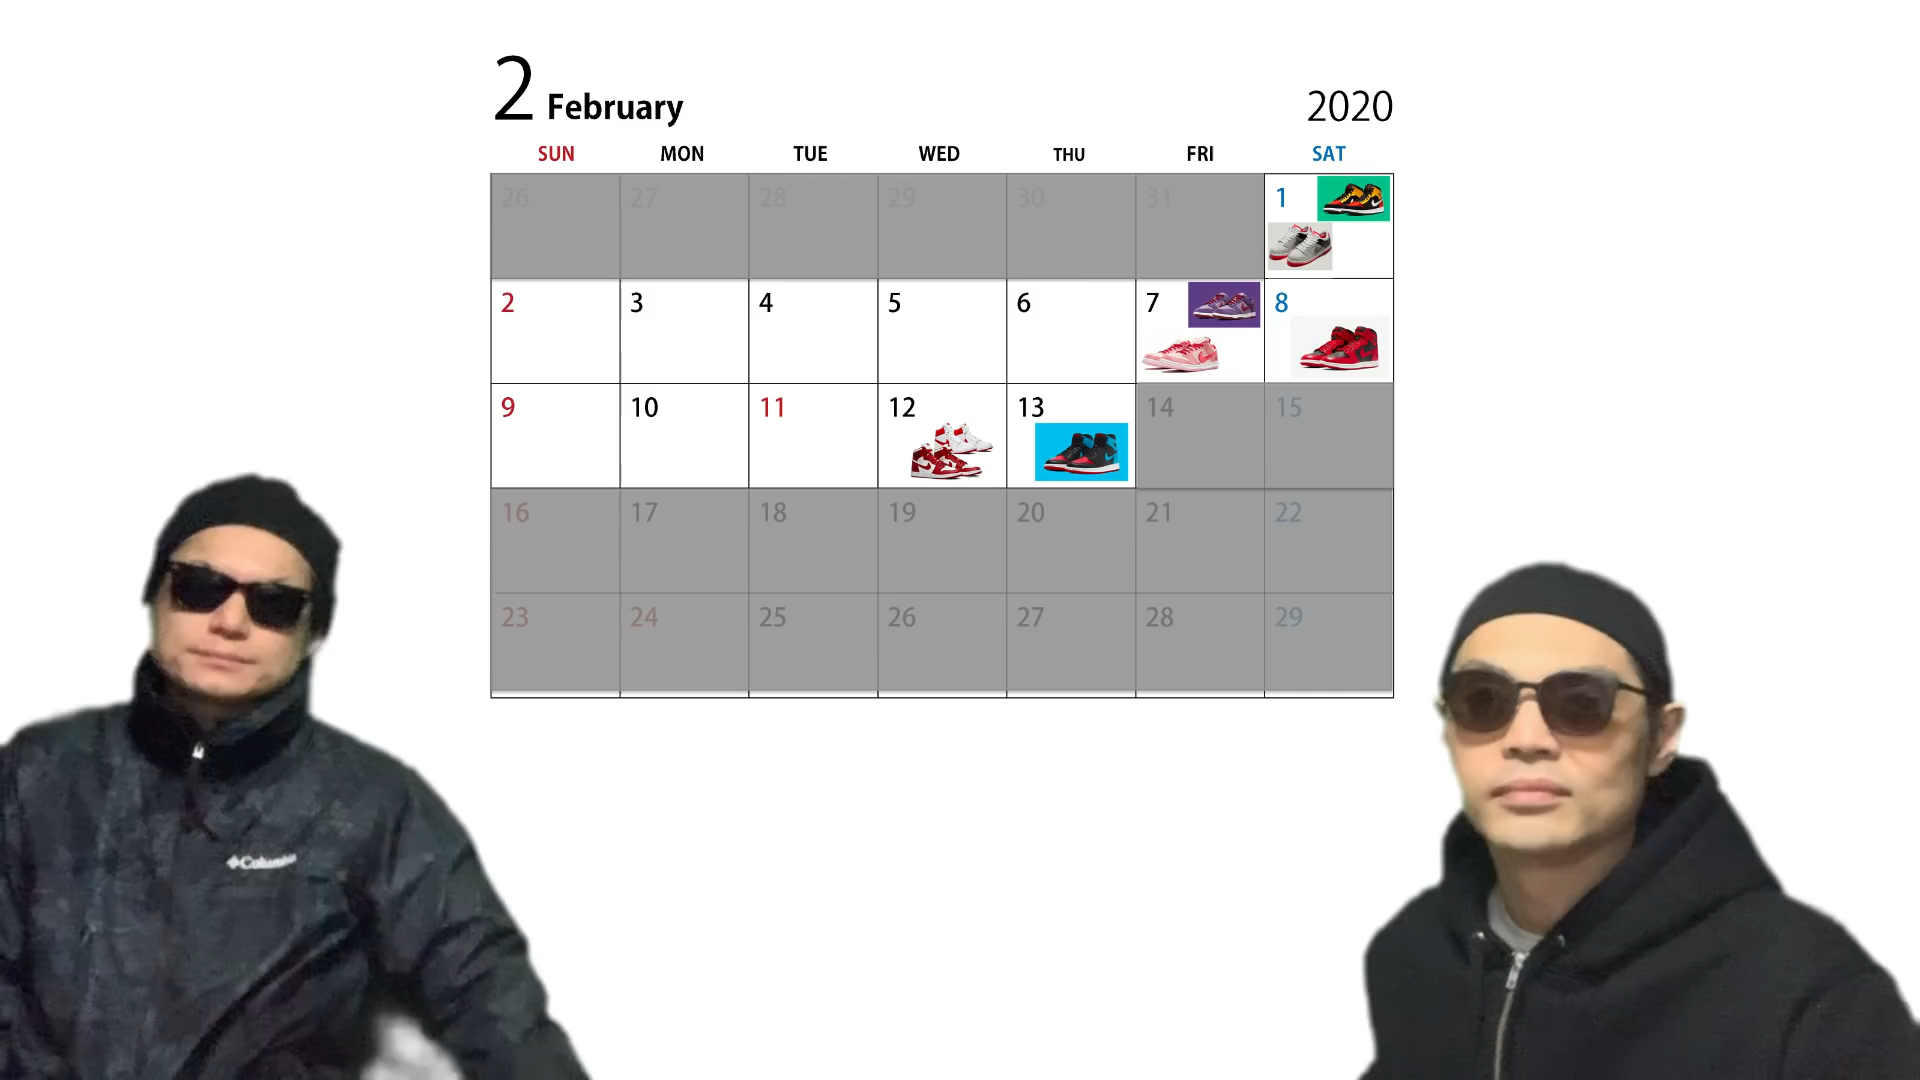 2 February 2020
SUN MON TUE WED THU FRI SAT
26 27 28 29 30 31 1
2 3 4 5 6 7 8
9 10 11 12 13 14 15
16 17 18 19 20 21 22
23 24 25 26 27 28 29
Columbia